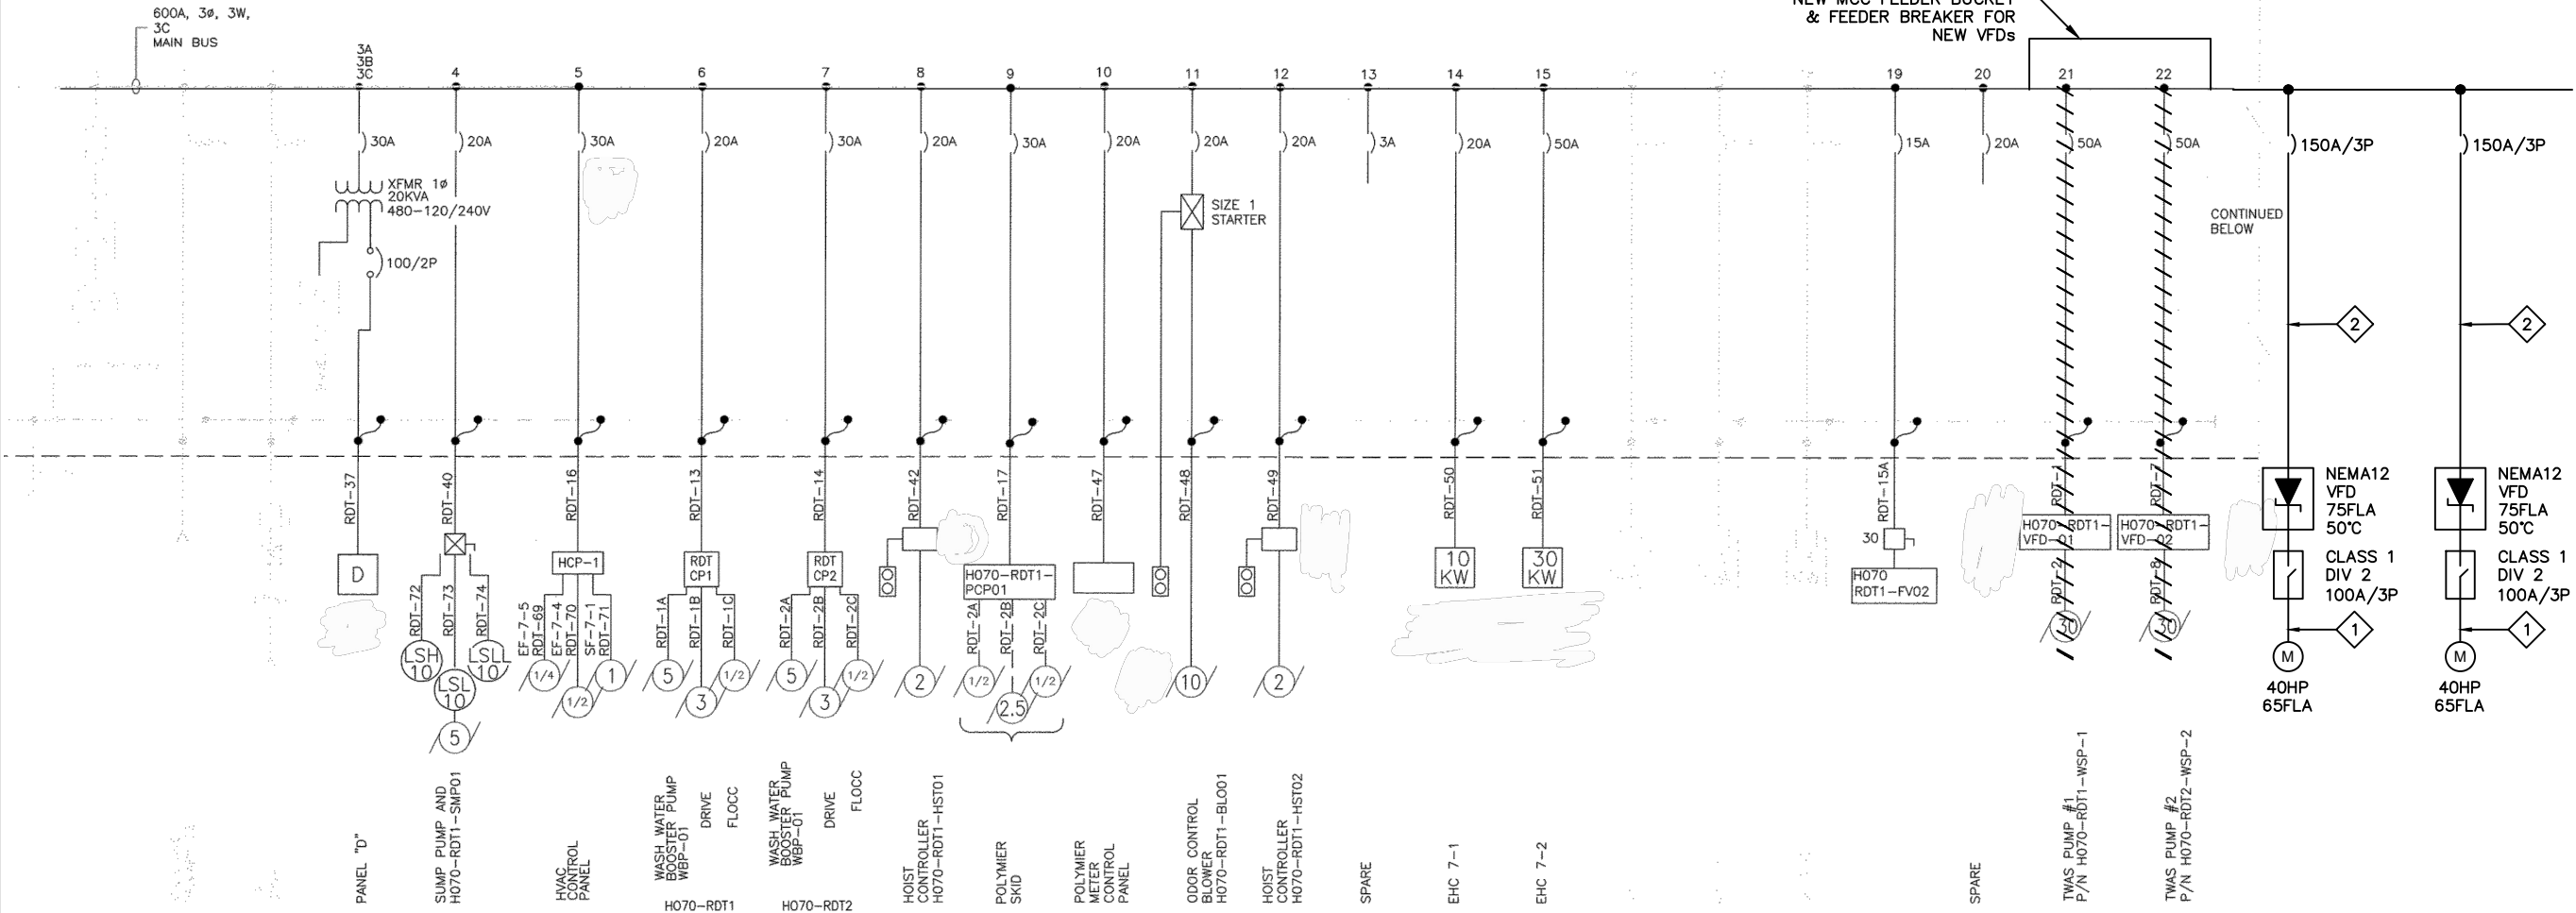 600A, 3ø, 3W,
3C
MAIN BUS
NEW MCC FEEDER BUCKET
& FEEDER BREAKER FOR
NEW VFDs
3A
3B
3C
4
5
6
7
8
9
10
11
12
13
14
15
19
20
21
22
30A
20A
30A
20A
30A
20A
30A
20A
20A
20A
3A
20A
50A
15A
20A
50A
50A
150A/3P
150A/3P
XFMR 1ø
20KVA
480-120/240V
100/2P
SIZE 1
STARTER
CONTINUED
BELOW
2
2
RDT-37
RDT-40
RDT-16
RDT-13
RDT-14
RDT-42
RDT-17
RDT-47
RDT-48
RDT-49
RDT-50
RDT-51
RDT-15A
RDT-1
RDT-7
NEMA12
VFD
75FLA
50°C
NEMA12
VFD
75FLA
50°C
D
HCP-1
RDT
CP1
RDT
CP2
H070-RDT1-
PCP01
10
KW
30
KW
30
H070
RDT1-FV02
H070-RDT1-
VFD-01
H070-RDT1-
VFD-02
CLASS 1
DIV 2
100A/3P
CLASS 1
DIV 2
100A/3P
RDT-72
RDT-73
RDT-74
EF-7-5
RDT-69
EF-7-4
RDT-70
SF-7-1
RDT-71
RDT-1A
RDT-1B
RDT-1C
RDT-2A
RDT-2B
RDT-2C
RDT-2A
RDT-2B
RDT-2C
RDT-2
RDT-8
1
1
LSH
10
LSL
10
LSLL
10
5
1/4
1/2
1
5
3
1/2
5
3
1/2
2
1/2
2.5
1/2
10
2
30
30
M
M
40HP
65FLA
40HP
65FLA
PANEL "D"
SUMP PUMP AND
H070-RDT1-SMP01
HVAC
CONTROL
PANEL
WASH WATER
BOOSTER PUMP
WBP-01
DRIVE
FLOCC
H070-RDT1
WASH WATER
BOOSTER PUMP
WBP-01
DRIVE
FLOCC
H070-RDT2
HOIST
CONTROLLER
H070-RDT1-HST01
POLYMIER
SKID
POLYMIER
METER
CONTROL
PANEL
ODOR CONTROL
BLOWER
H070-RDT1-BLO01
HOIST
CONTROLLER
H070-RDT1-HST02
SPARE
EHC 7-1
EHC 7-2
SPARE
TWAS PUMP #1
P/N H070-RDT1-WSP-1
TWAS PUMP #2
P/N H070-RDT2-WSP-2